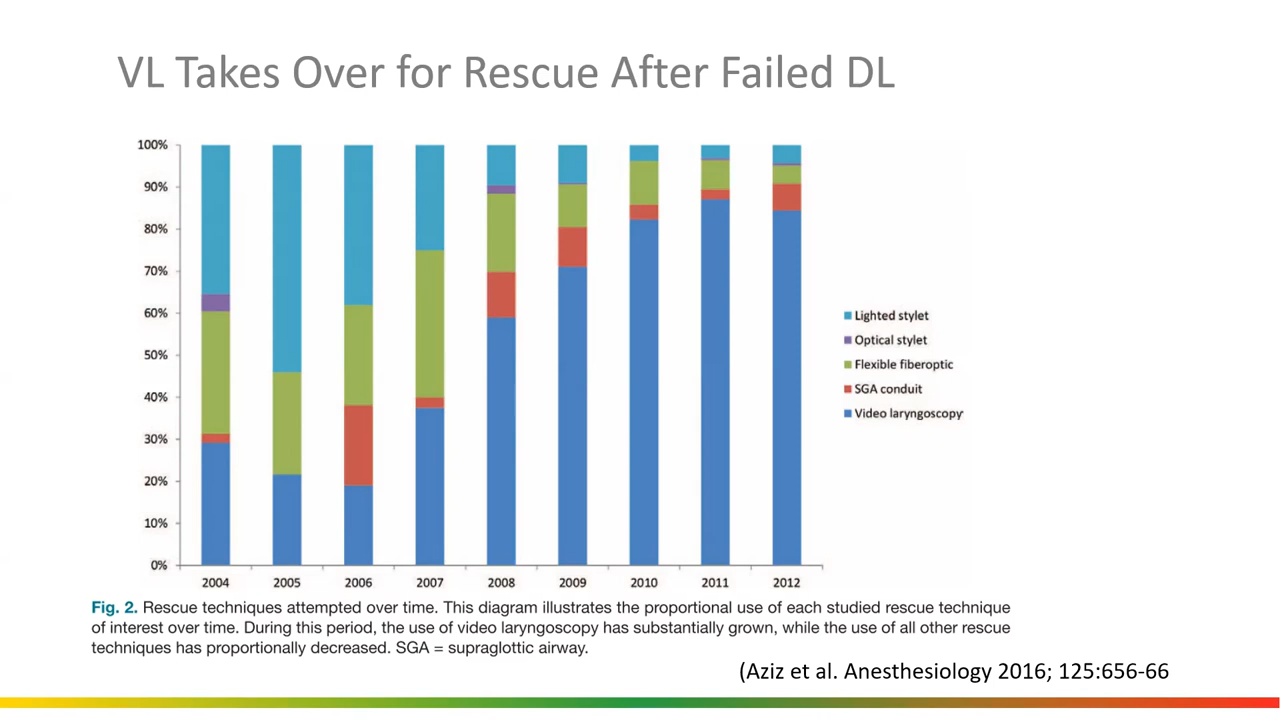 VL Takes Over for Rescue After Failed DL
100%
90%
80%
70%
60%
50%
40%
30%
20%
10%
0%
2004 2005 2006 2007 2008 2009 2010 2011 2012
Lighted stylet
Optical stylet
Flexible fiberoptic
SGA conduit
Video laryngoscopy
Fig. 2. Rescue techniques attempted over time. This diagram illustrates the proportional use of each studied rescue technique
of interest over time. During this period, the use of video laryngoscopy has substantially grown, while the use of all other rescue
techniques has proportionally decreased. SGA = supraglottic airway.
(Aziz et al. Anesthesiology 2016; 125:656-66